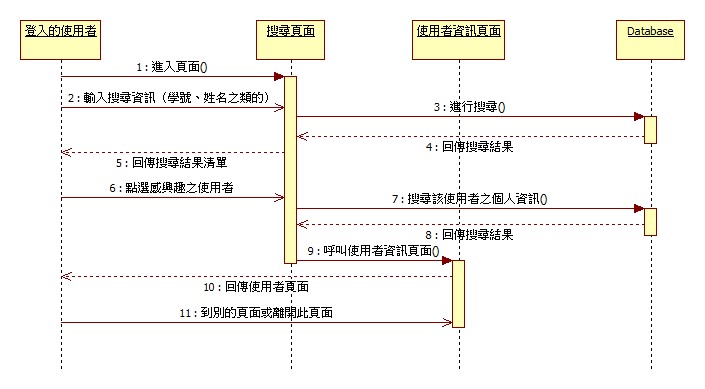 登入的使用者
搜尋頁面
使用者資訊頁面
Database
1 : 進入頁面()
2 : 輸入搜尋資訊（學號、姓名之類的）
3 : 進行搜尋()
4 : 回傳搜尋結果
5 : 回傳搜尋結果清單
6 : 點選感興趣之使用者
7 : 搜尋該使用者之個人資訊()
8 : 回傳搜尋結果
9 : 呼叫使用者資訊頁面()
10 : 回傳使用者頁面
11 : 到別的頁面或離開此頁面